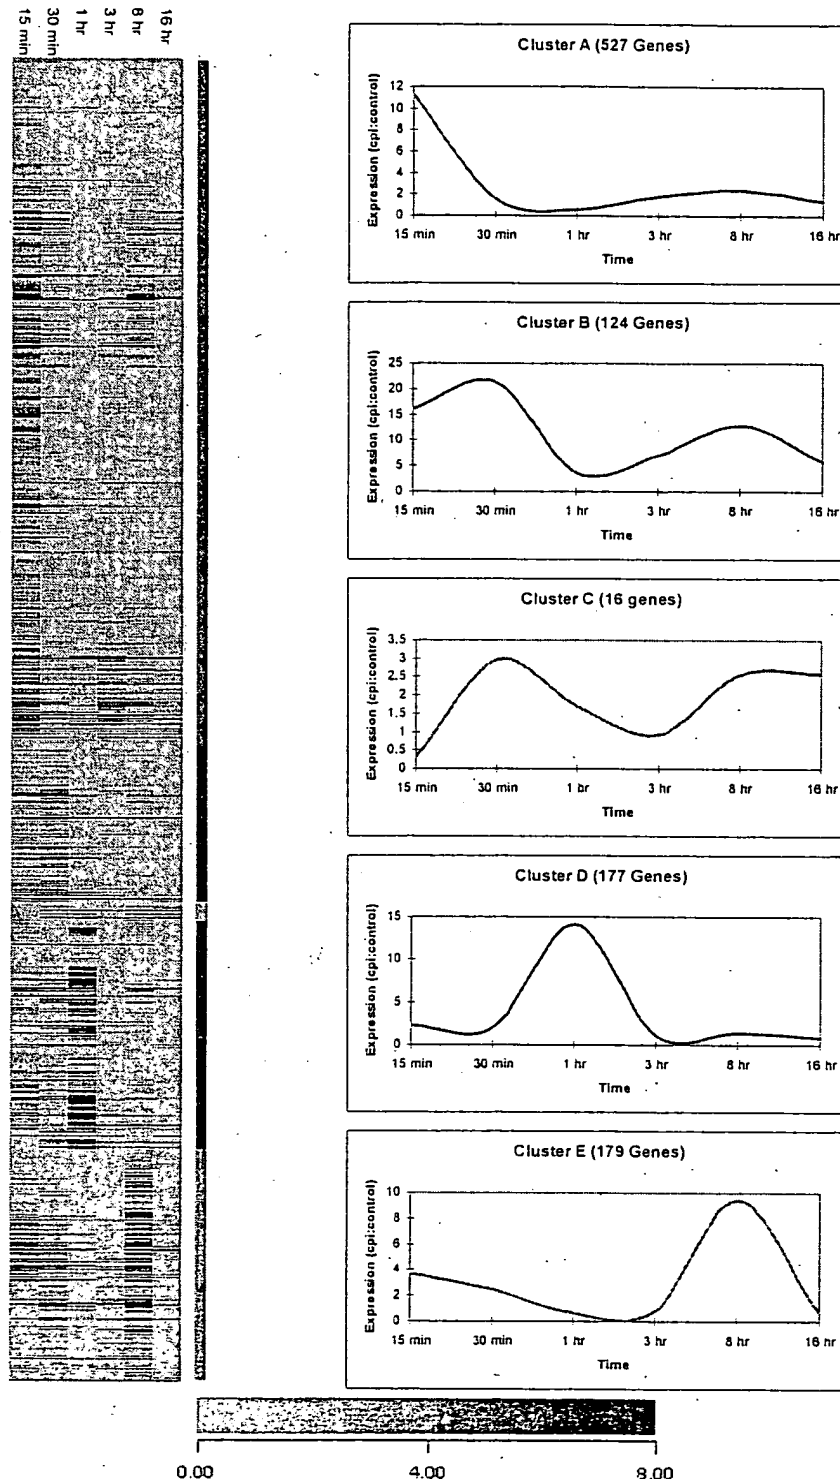 15 min
30 min
1 hr
3 hr
8 hr
16 hr
Cluster A (527 Genes)
Expression (cpi:control)
12
10
8
6
4
2
0
15 min 30 min 1 hr 3 hr 8 hr 16 hr
Time
Cluster B (124 Genes)
Expression (cpi:control)
25
20
15
10
5
0
15 min 30 min 1 hr 3 hr 8 hr 16 hr
Time
Cluster C (16 genes)
Expression (cpi:control)
3.5
3
2.5
2
1.5
1
0.5
0
15 min 30 min 1 hr 3 hr 8 hr 16 hr
Time
Cluster D (177 Genes)
Expression (cpi:control)
15
10
5
0
15 min 30 min 1 hr 3 hr 8 hr 16 hr
Time
Cluster E (179 Genes)
Expression (cpi:control)
10
8
6
4
2
0
15 min 30 min 1 hr 3 hr 8 hr 16 hr
Time
0.00 4.00 8.00